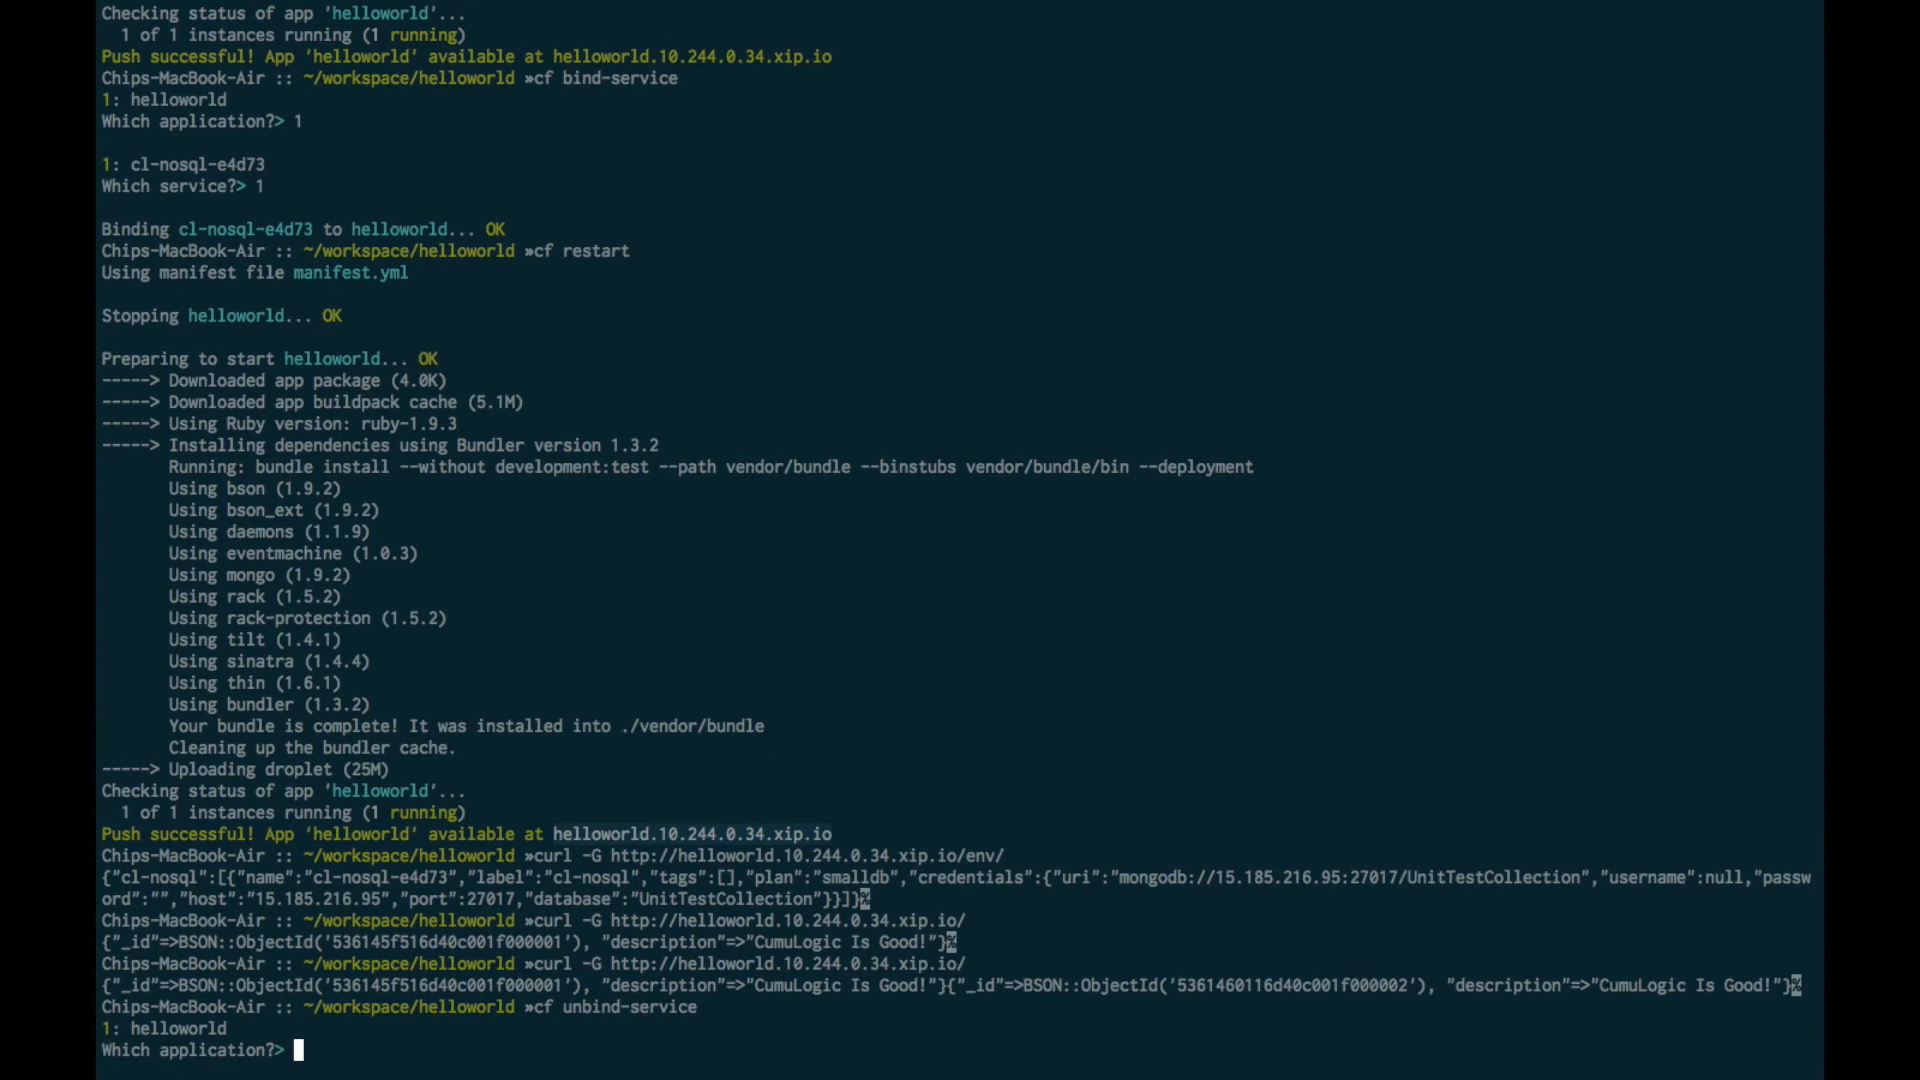 Checking status of app 'helloworld'...
  1 of 1 instances running (1 running)
Push successful! App 'helloworld' available at helloworld.10.244.0.34.xip.io
Chips-MacBook-Air :: ~/workspace/helloworld »cf bind-service
1: helloworld
Which application?> 1

1: cl-nosql-e4d73
Which service?> 1

Binding cl-nosql-e4d73 to helloworld... OK
Chips-MacBook-Air :: ~/workspace/helloworld »cf restart
Using manifest file manifest.yml

Stopping helloworld... OK

Preparing to start helloworld... OK
-----> Downloaded app package (4.0K)
-----> Downloaded app buildpack cache (5.1M)
-----> Using Ruby version: ruby-1.9.3
-----> Installing dependencies using Bundler version 1.3.2
       Running: bundle install --without development:test --path vendor/bundle --binstubs vendor/bundle/bin --deployment
       Using bson (1.9.2)
       Using bson_ext (1.9.2)
       Using daemons (1.1.9)
       Using eventmachine (1.0.3)
       Using mongo (1.9.2)
       Using rack (1.5.2)
       Using rack-protection (1.5.2)
       Using tilt (1.4.1)
       Using sinatra (1.4.4)
       Using thin (1.6.1)
       Using bundler (1.3.2)
       Your bundle is complete! It was installed into ./vendor/bundle
       Cleaning up the bundler cache.
-----> Uploading droplet (25M)
Checking status of app 'helloworld'...
  1 of 1 instances running (1 running)
Push successful! App 'helloworld' available at helloworld.10.244.0.34.xip.io
Chips-MacBook-Air :: ~/workspace/helloworld »curl -G http://helloworld.10.244.0.34.xip.io/env/
{"cl-nosql":[{"name":"cl-nosql-e4d73","label":"cl-nosql","tags":[],"plan":"smalldb","credentials":{"uri":"mongodb://15.185.216.95:27017/UnitTestCollection","username":null,"passw
ord":"","host":"15.185.216.95","port":27017,"database":"UnitTestCollection"}}]}%
Chips-MacBook-Air :: ~/workspace/helloworld »curl -G http://helloworld.10.244.0.34.xip.io/
{"_id"=>BSON::ObjectId('536145f516d40c001f000001'), "description"=>"CumuLogic Is Good!"}%
Chips-MacBook-Air :: ~/workspace/helloworld »curl -G http://helloworld.10.244.0.34.xip.io/
{"_id"=>BSON::ObjectId('536145f516d40c001f000001'), "description"=>"CumuLogic Is Good!"}{"_id"=>BSON::ObjectId('5361460116d40c001f000002'), "description"=>"CumuLogic Is Good!"}%
Chips-MacBook-Air :: ~/workspace/helloworld »cf unbind-service
1: helloworld
Which application?>